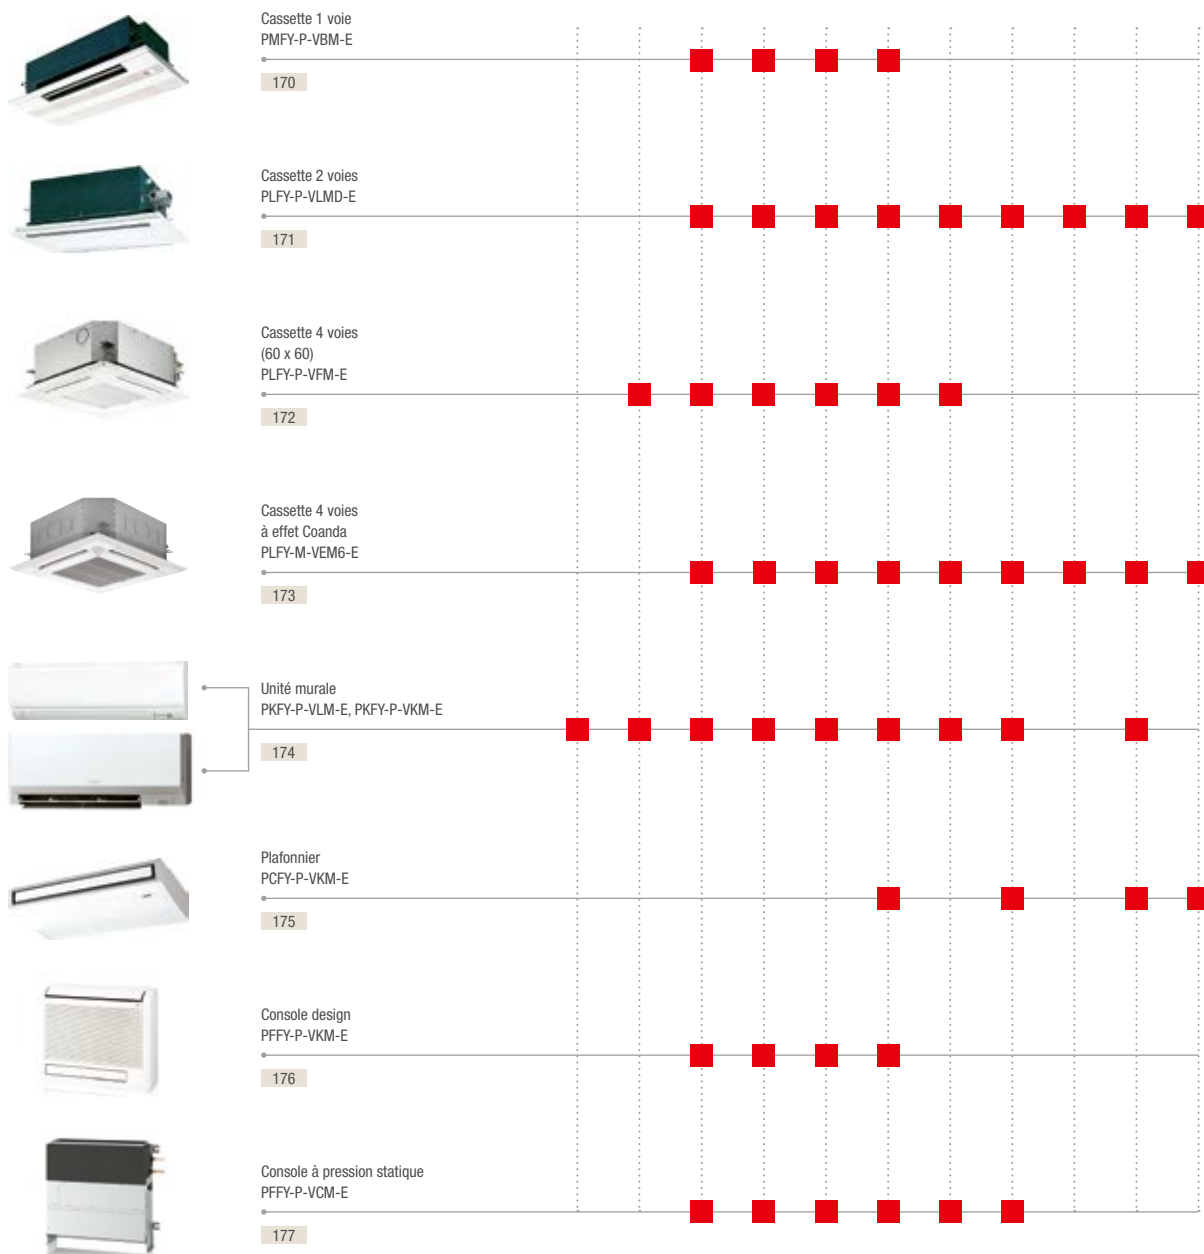 Cassette 1 voie
PMFY-P-VBM-E
170
Cassette 2 voies
PLFY-P-VLMD-E
171
Cassette 4 voies
(60 x 60)
PLFY-P-VFM-E
172
Cassette 4 voies
à effet Coanda
PLFY-M-VEM6-E
173
Unité murale
PKFY-P-VLM-E, PKFY-P-VKM-E
174
Plafonnier
PCFY-P-VKM-E
175
Console design
PFFY-P-VKM-E
176
Console à pression statique
PFFY-P-VCM-E
177